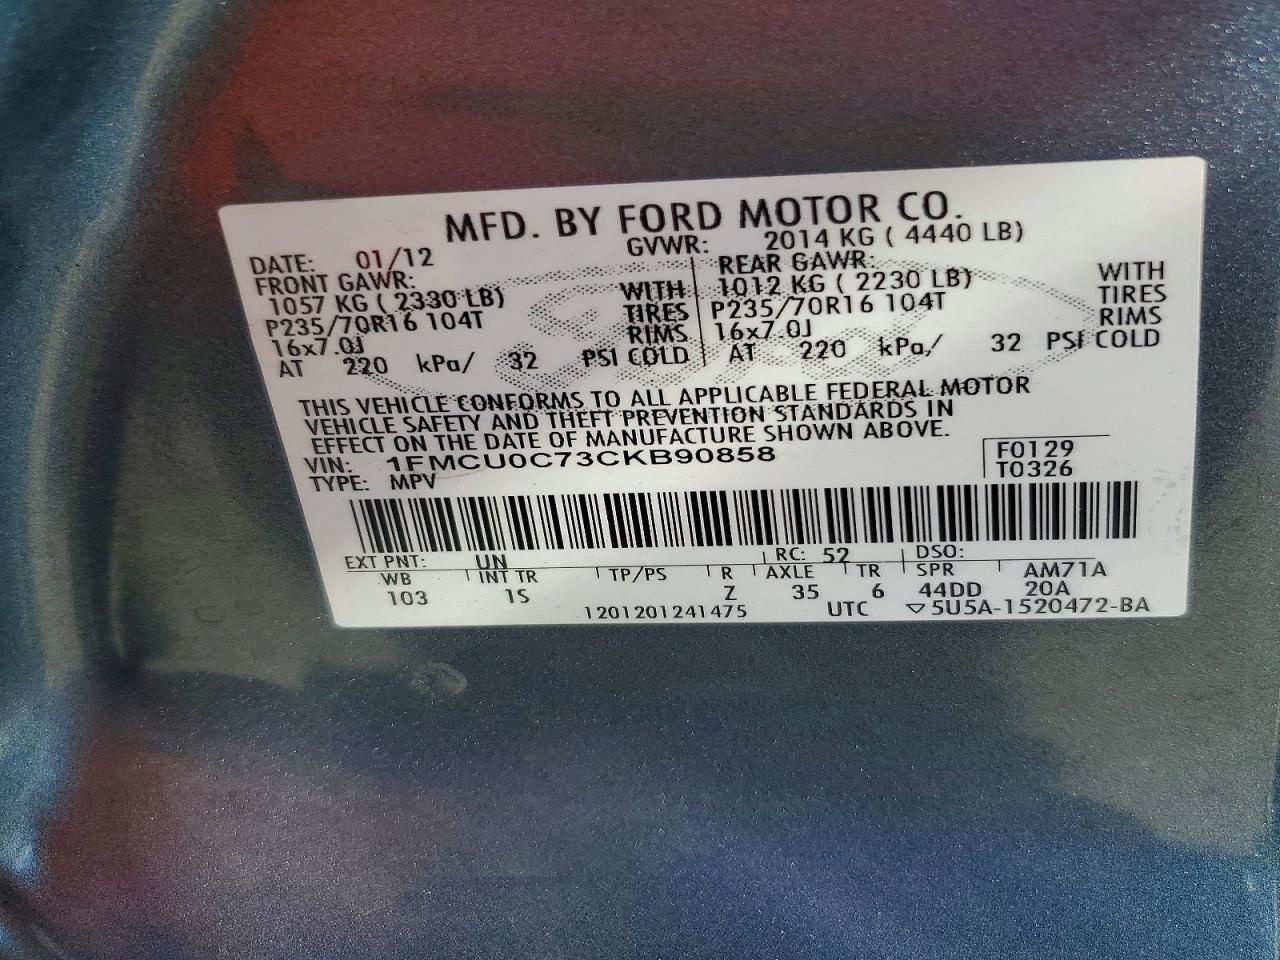 MFD. BY FORD MOTOR CO.
DATE: 01/12 GVWR: 2014 KG ( 4440 LB)
FRONT GAWR: REAR GAWR:
1057 KG ( 2330 LB) WITH 1012 KG ( 2230 LB) WITH
P235/70R16 104T TIRES P235/70R16 104T TIRES
16x7.0J RIMS 16x7.0J RIMS
AT 220 kPa/ 32 PSI COLD AT 220 kPa/ 32 PSI COLD
THIS VEHICLE CONFORMS TO ALL APPLICABLE FEDERAL MOTOR
VEHICLE SAFETY AND THEFT PREVENTION STANDARDS IN
EFFECT ON THE DATE OF MANUFACTURE SHOWN ABOVE.
VIN: 1FMCU0C73CKB90858 F0129
TYPE: MPV T0326
EXT PNT: UN RC: 52 DSO:
WB INT TR TP/PS R AXLE TR SPR AM71A
103 1S Z 35 6 44DD 20A
1201201241475 UTC ▽5U5A-1520472-BA